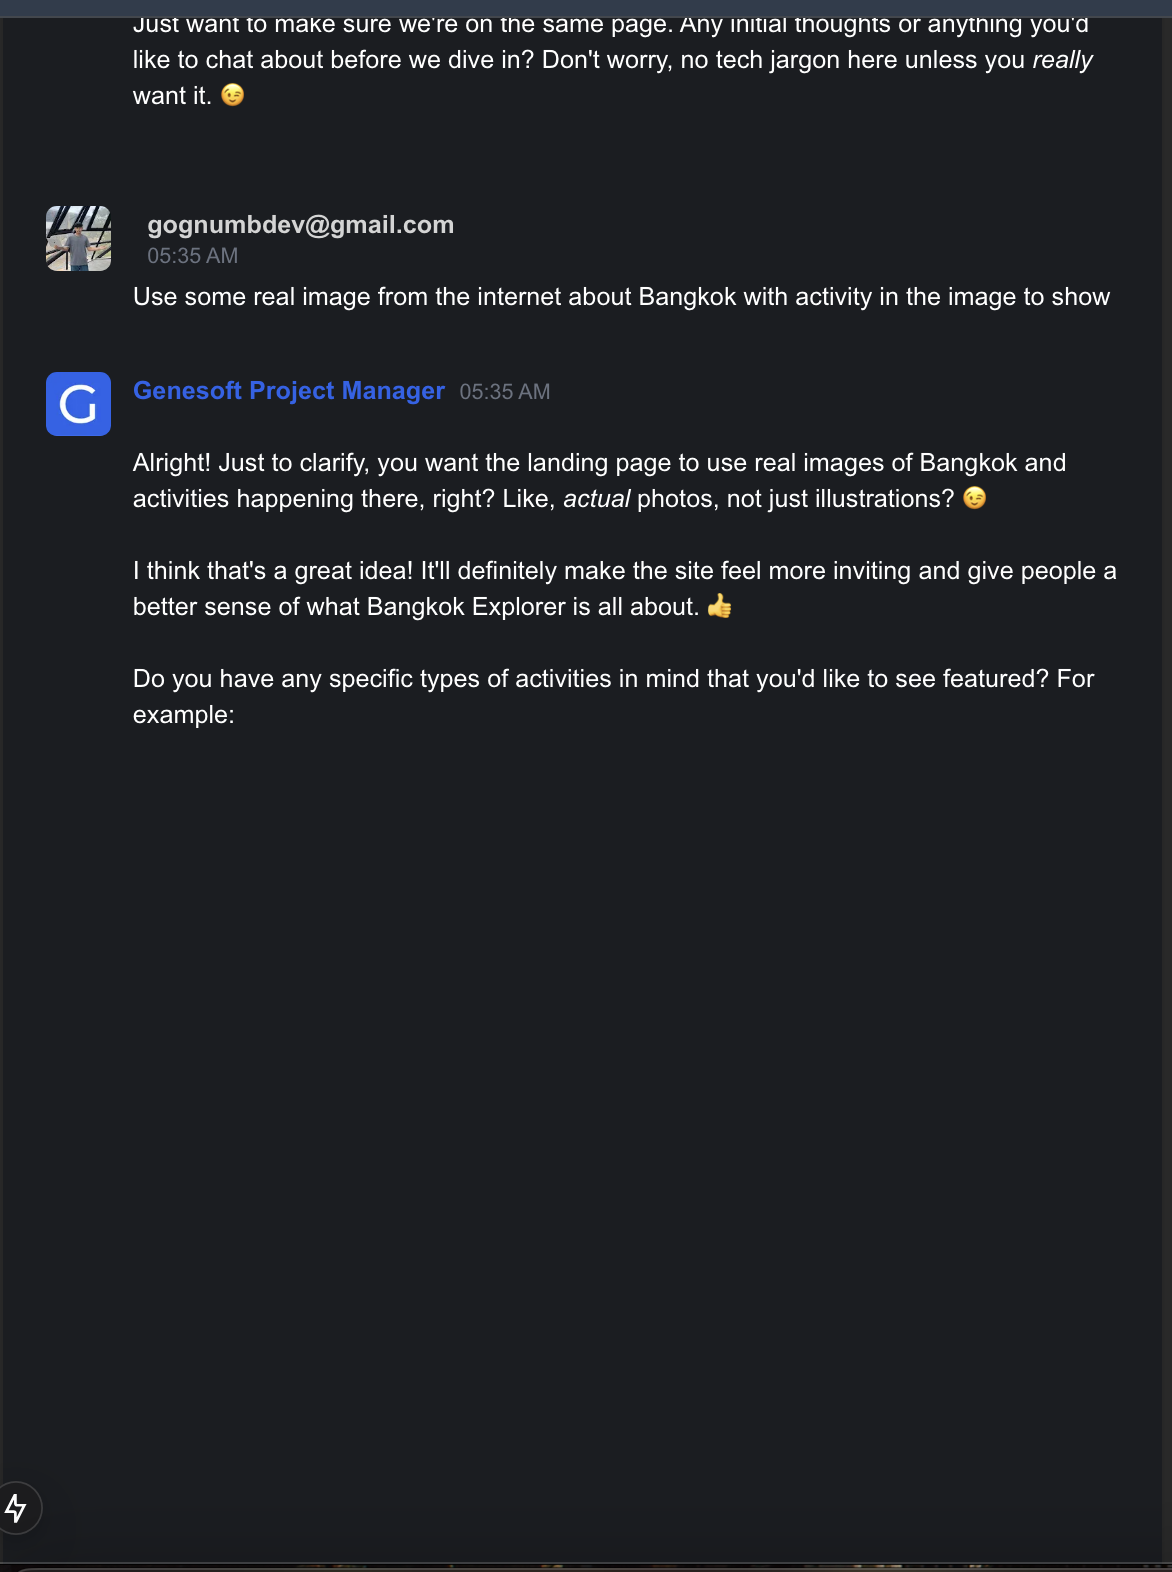 Just want to make sure we're on the same page. Any initial thoughts or anything you'd
like to chat about before we dive in? Don't worry, no tech jargon here unless you really
want it. 😉
gognumbdev@gmail.com
05:35 AM
Use some real image from the internet about Bangkok with activity in the image to show
G
Genesoft Project Manager 05:35 AM
Alright! Just to clarify, you want the landing page to use real images of Bangkok and
activities happening there, right? Like, actual photos, not just illustrations? 😉
I think that's a great idea! It'll definitely make the site feel more inviting and give people a
better sense of what Bangkok Explorer is all about. 👍
Do you have any specific types of activities in mind that you'd like to see featured? For
example: